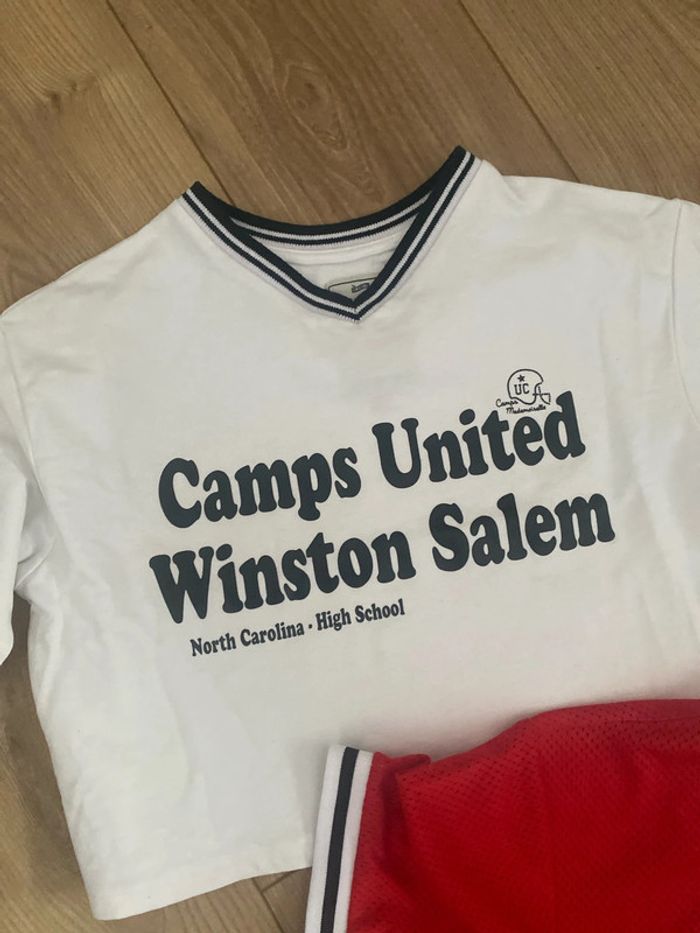 UC
Camps
Mademoiselle
Camps United
Winston Salem
North Carolina · High School